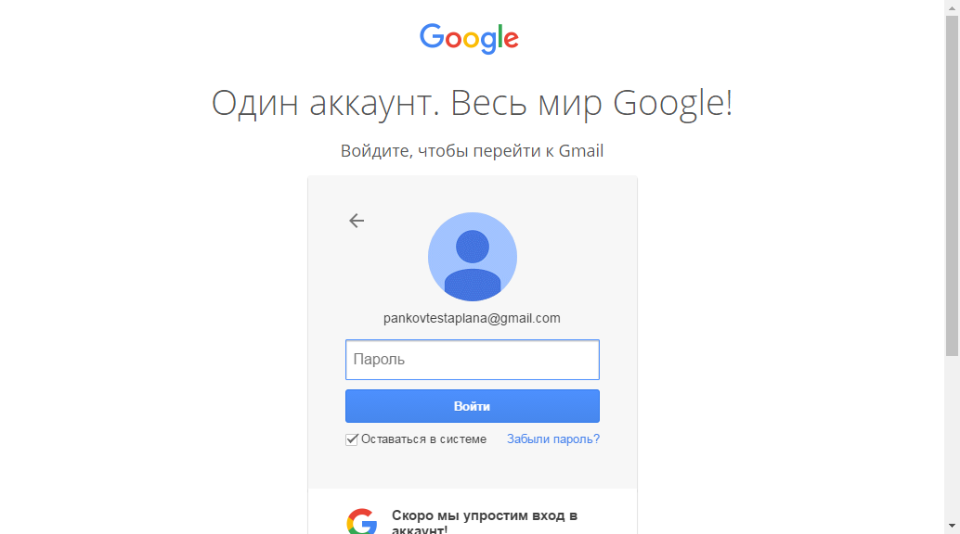 Google
Один аккаунт. Весь мир Google!
Войдите, чтобы перейти к Gmail
pankovtestaplana@gmail.com
Пароль
Войти
Оставаться в системе Забыли пароль?
Скоро мы упростим вход в
аккаунт!